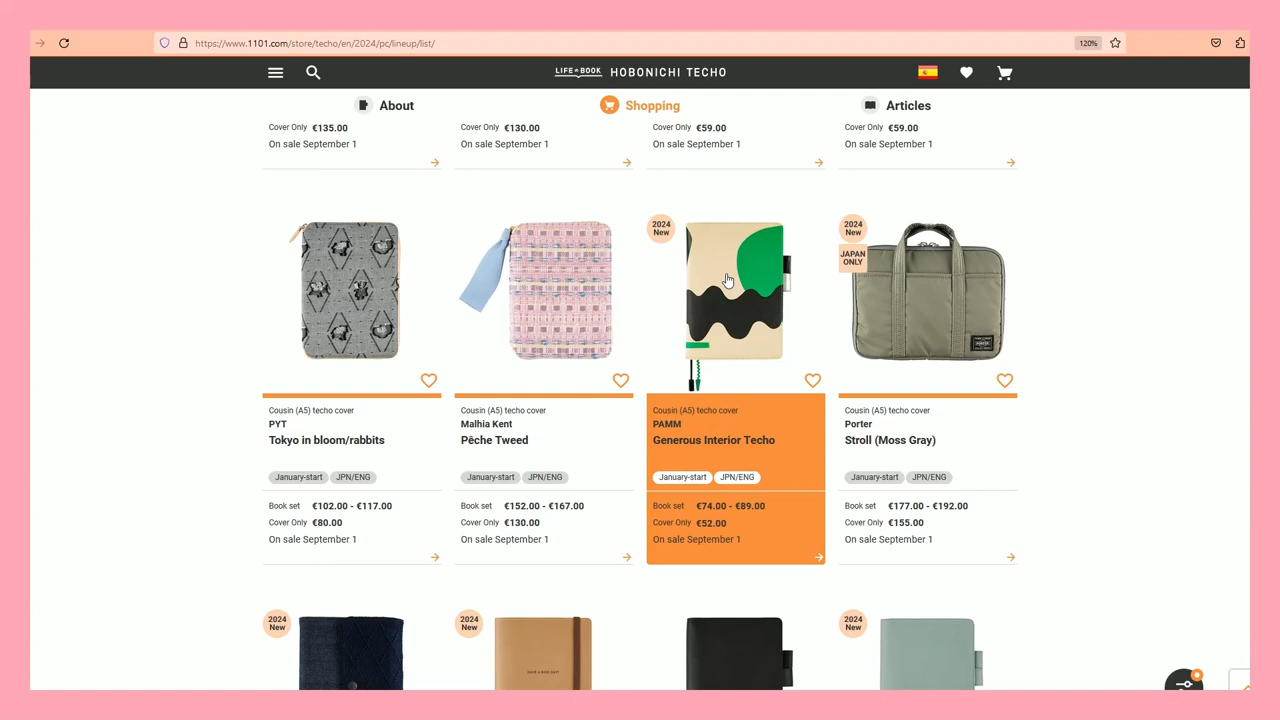 https://www.1101.com/store/techo/en/2024/pc/lineup/list/
120%
LIFE BOOK HOBONICHI TECHO
About
Shopping
Articles
Cover Only €135.00
On sale September 1
Cover Only €130.00
On sale September 1
Cover Only €59.00
On sale September 1
Cover Only €59.00
On sale September 1
Cousin (A5) techo cover
PYT
Tokyo in bloom/rabbits
January-start JPN/ENG
Book set €102.00 - €117.00
Cover Only €80.00
On sale September 1
Cousin (A5) techo cover
Malhia Kent
Pêche Tweed
January-start JPN/ENG
Book set €152.00 - €167.00
Cover Only €130.00
On sale September 1
2024
New
Cousin (A5) techo cover
PAMM
Generous Interior Techo
January-start JPN/ENG
Book set €74.00 - €89.00
Cover Only €52.00
On sale September 1
2024
New
JAPAN
ONLY
PORTER
Cousin (A5) techo cover
Porter
Stroll (Moss Gray)
January-start JPN/ENG
Book set €177.00 - €192.00
Cover Only €155.00
On sale September 1
2024
New
2024
New
HAVE A NICE DAY!
2024
New